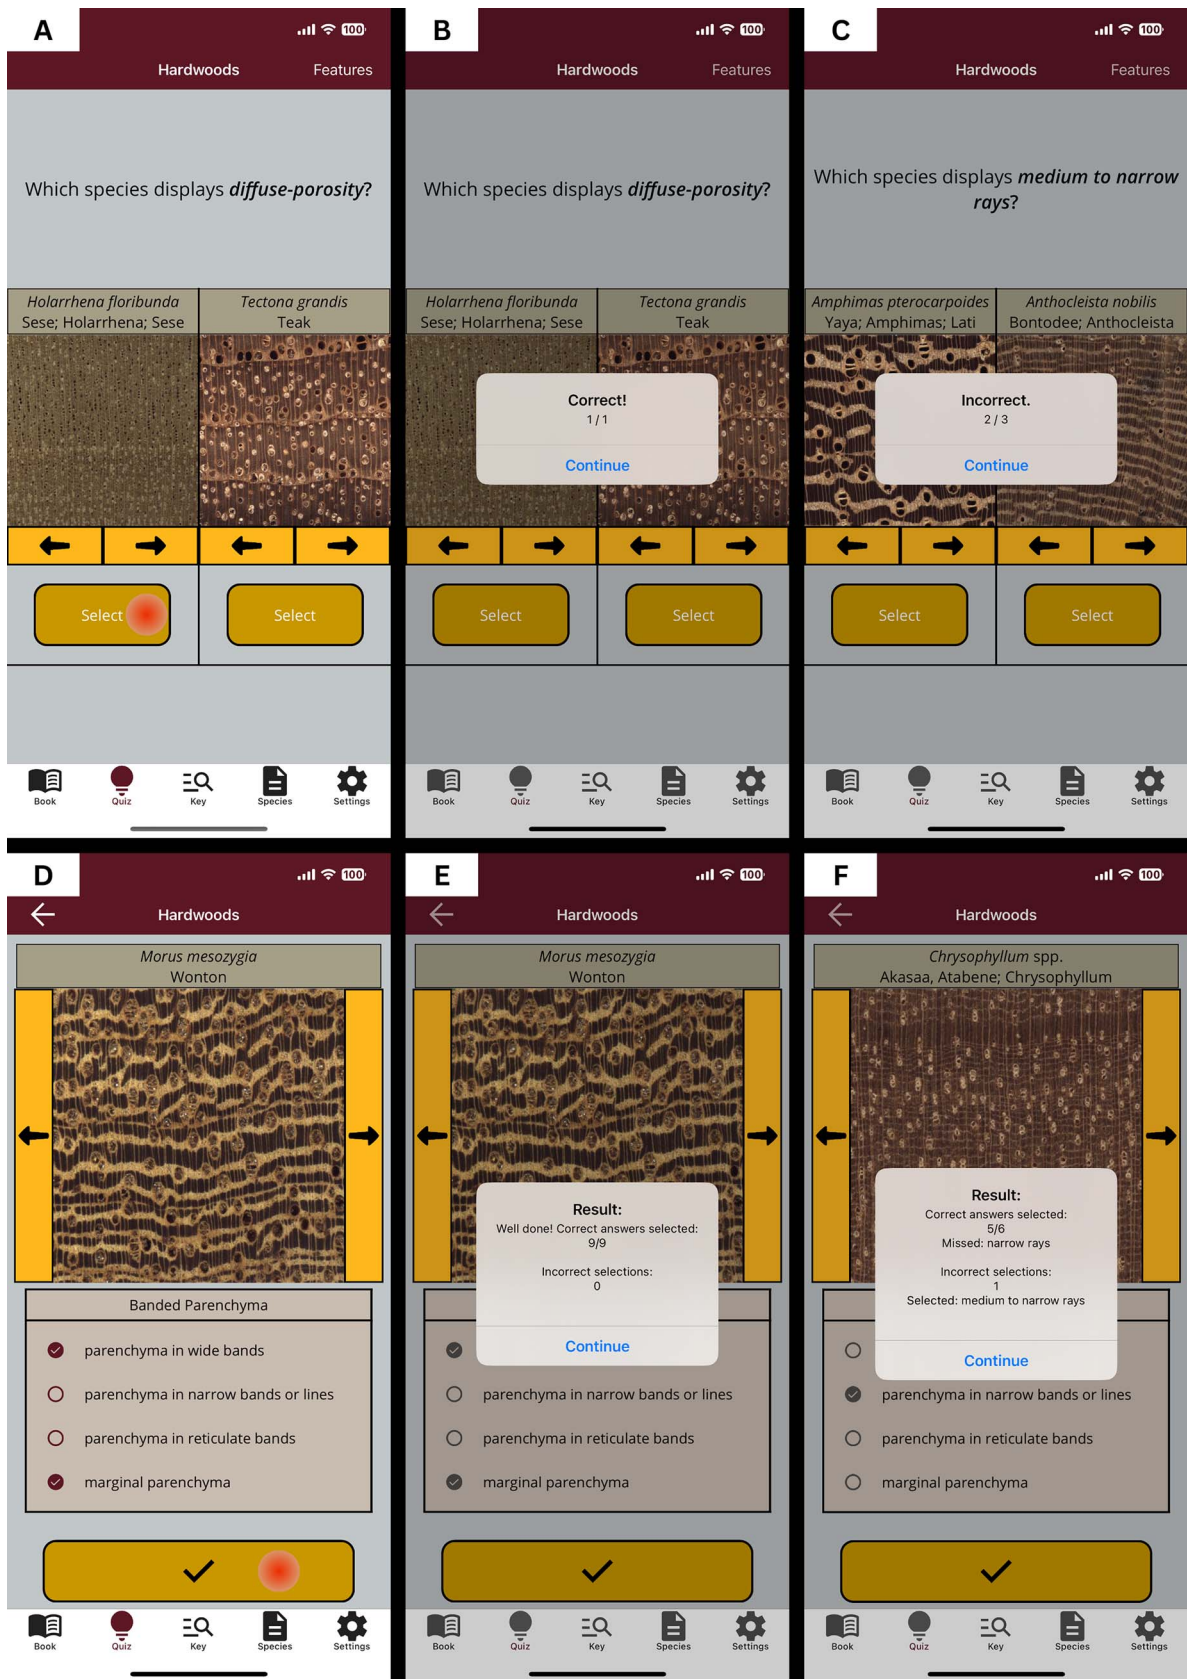 A
100
Hardwoods Features
Which species displays diffuse-porosity?
Holarrhena floribunda
Sese; Holarrhena; Sese
Tectona grandis
Teak
Select
Select
Book Quiz Key Species Settings
B
100
Hardwoods Features
Which species displays diffuse-porosity?
Holarrhena floribunda
Sese; Holarrhena; Sese
Tectona grandis
Teak
Correct!
1 / 1
Continue
Select
Select
Book Quiz Key Species Settings
C
100
Hardwoods Features
Which species displays medium to narrow
rays?
Amphimas pterocarpoides
Yaya; Amphimas; Lati
Anthocleista nobilis
Bontodee; Anthocleista
Incorrect.
2 / 3
Continue
Select
Select
Book Quiz Key Species Settings
D
100
Hardwoods
Morus mesozygia
Wonton
Banded Parenchyma
parenchyma in wide bands
parenchyma in narrow bands or lines
parenchyma in reticulate bands
marginal parenchyma
Book Quiz Key Species Settings
E
100
Hardwoods
Morus mesozygia
Wonton
Result:
Well done! Correct answers selected:
9/9
Incorrect selections:
0
Continue
parenchyma in narrow bands or lines
parenchyma in reticulate bands
marginal parenchyma
Book Quiz Key Species Settings
F
100
Hardwoods
Chrysophyllum spp.
Akasaa, Atabene; Chrysophyllum
Result:
Correct answers selected:
5/6
Missed: narrow rays
Incorrect selections:
1
Selected: medium to narrow rays
Continue
parenchyma in narrow bands or lines
parenchyma in reticulate bands
marginal parenchyma
Book Quiz Key Species Settings